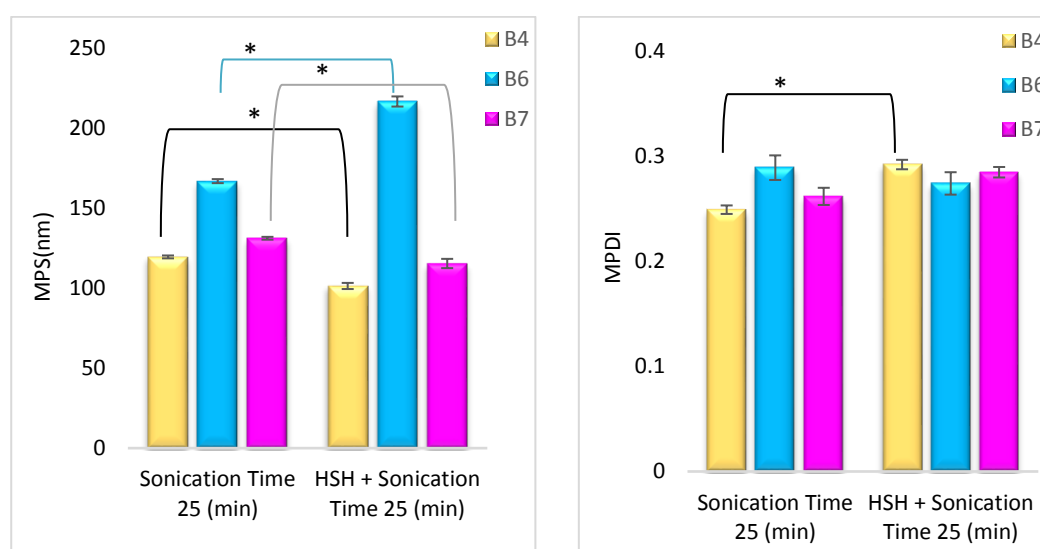 250
200
150
100
50
0
MPS(nm)
*
*
*
B4
B6
B7
Sonication Time
25 (min)
HSH + Sonication
Time 25 (min)
0.4
0.3
0.2
0.1
0
MPDI
*
B4
B6
B7
Sonication Time
25 (min)
HSH + Sonication
Time 25 (min)